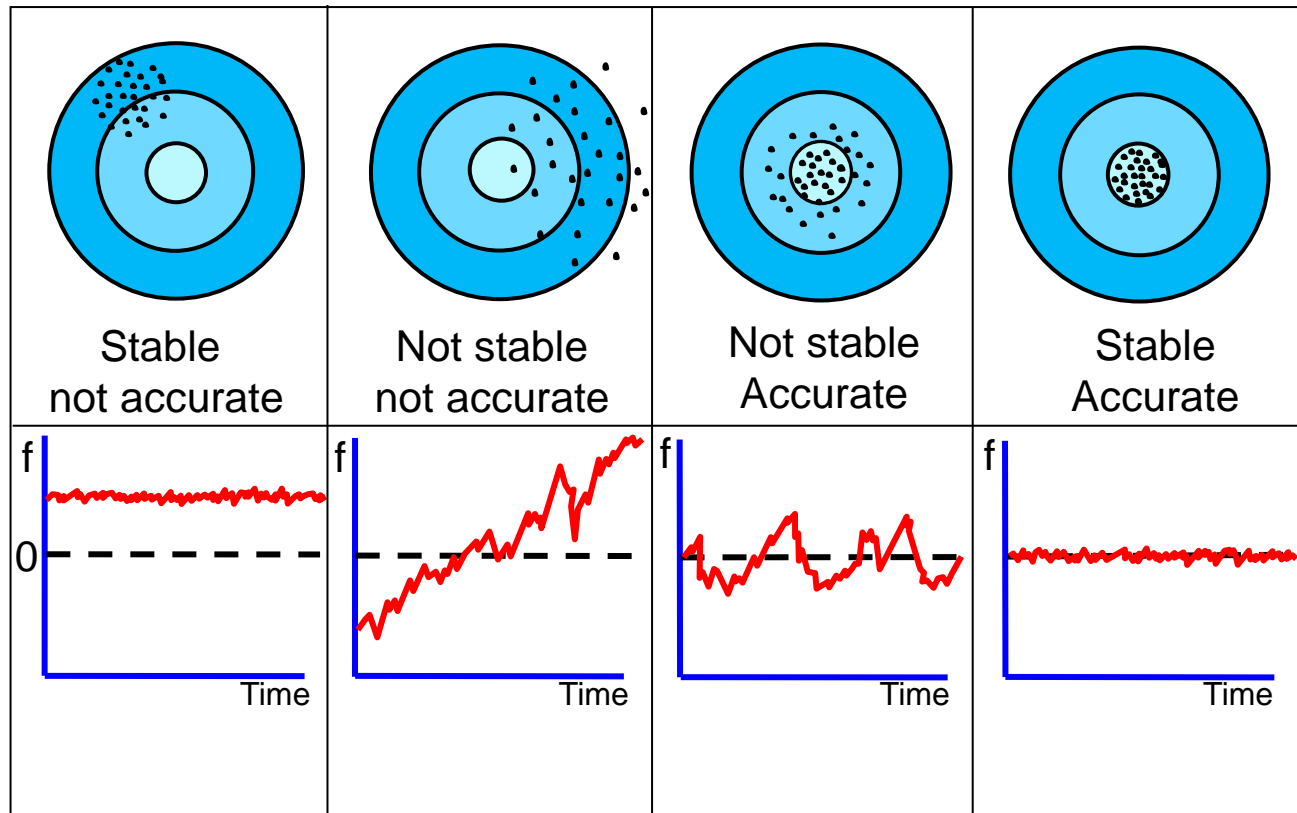 Stable
not accurate
Not stable
not accurate
Not stable
Accurate
Stable
Accurate
f
0
Time
f
Time
f
Time
f
Time